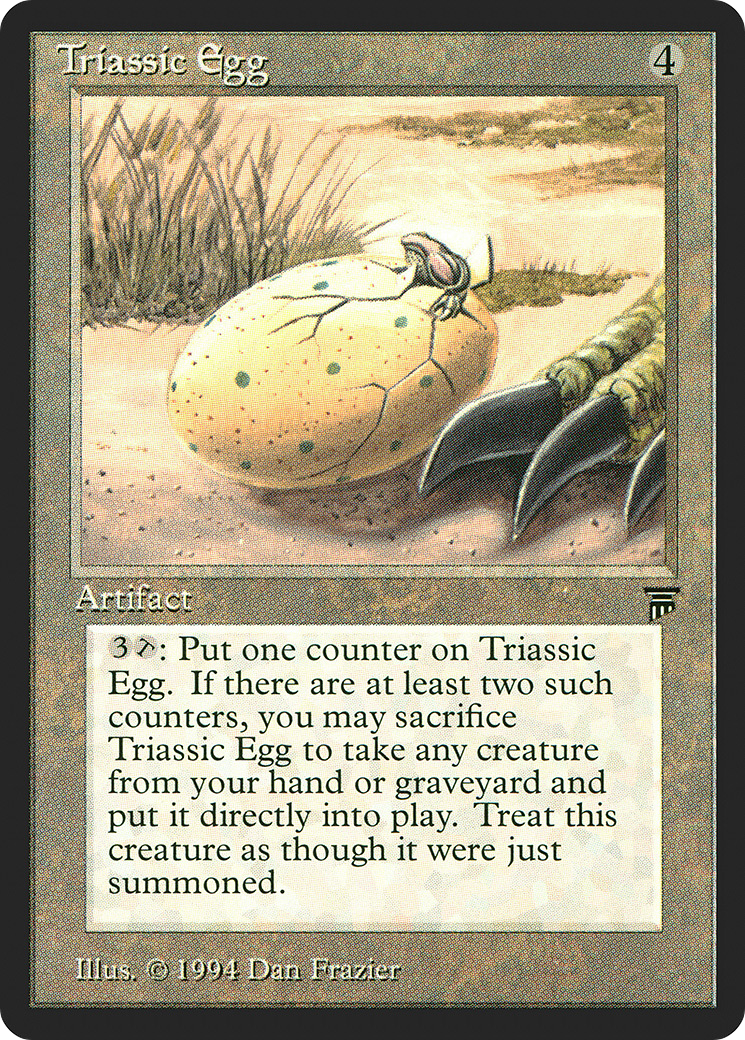 Triassic Egg 4
Artifact
3: Put one counter on Triassic
Egg. If there are at least two such
counters, you may sacrifice
Triassic Egg to take any creature
from your hand or graveyard and
put it directly into play. Treat this
creature as though it were just
summoned.
Illus. © 1994 Dan Frazier